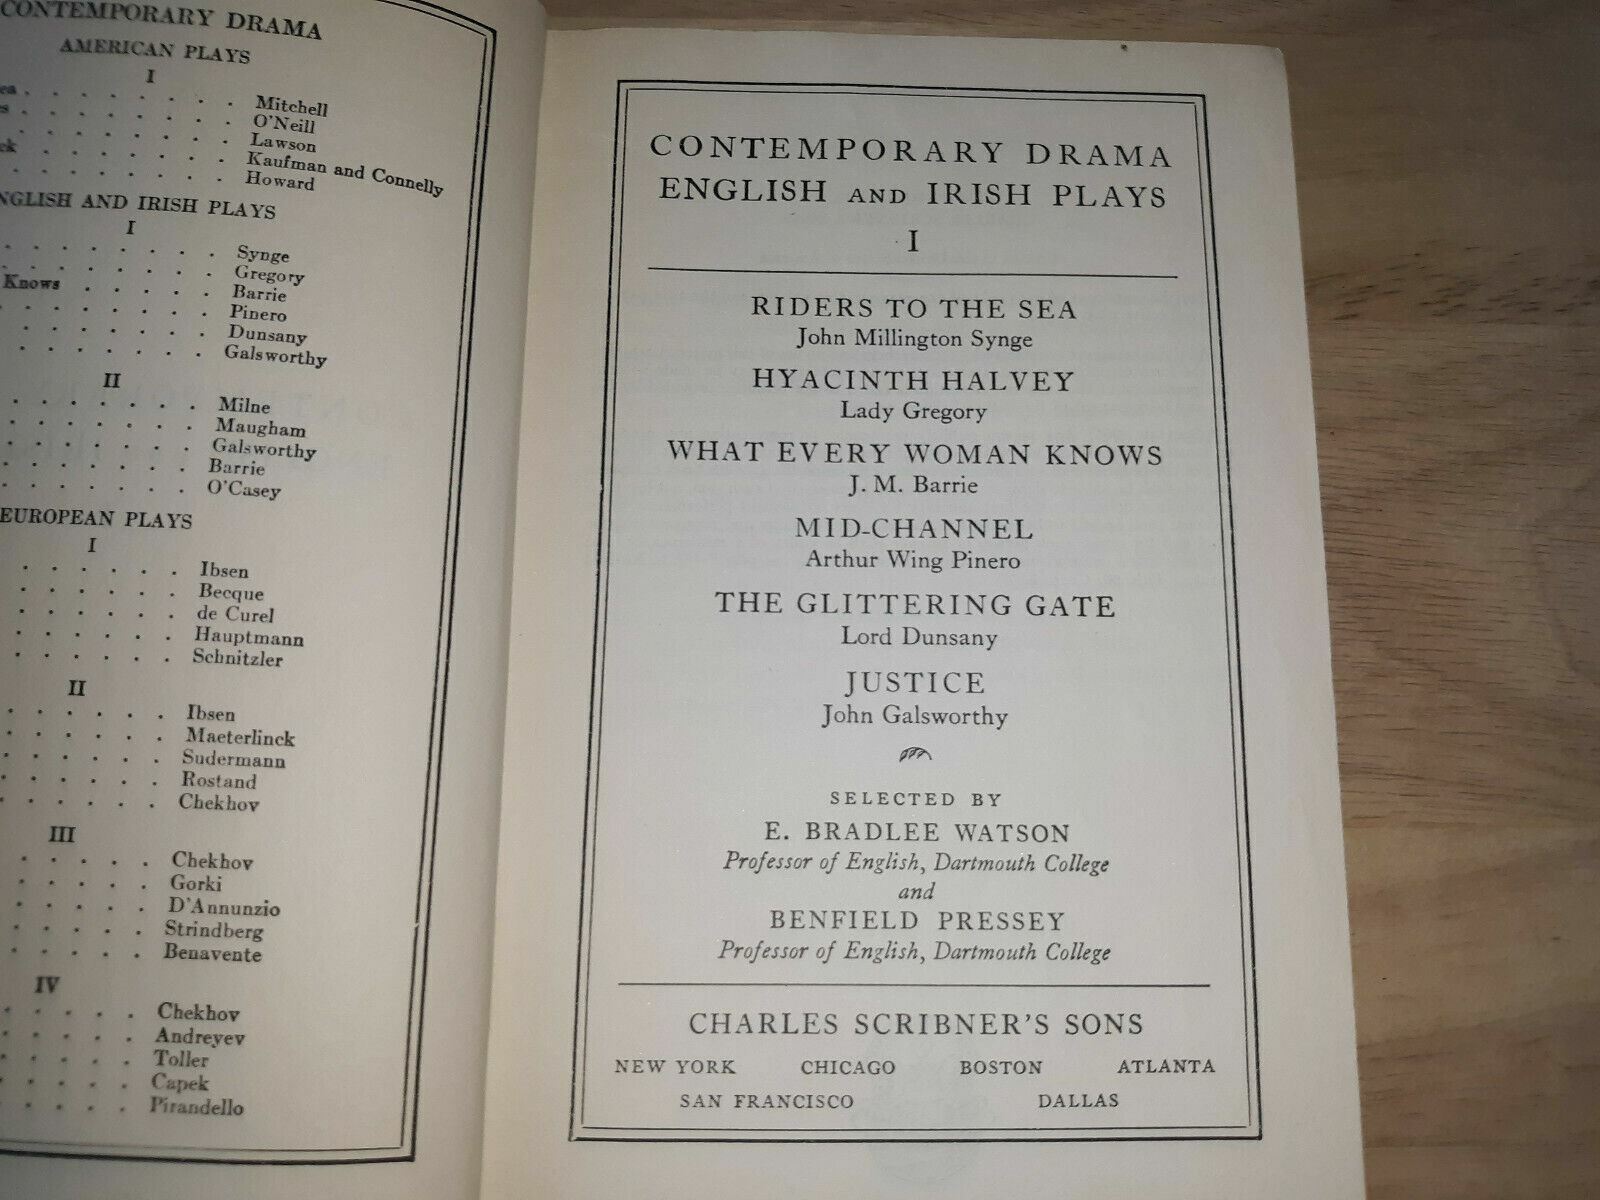 CONTEMPORARY DRAMA
AMERICAN PLAYS
I
Mitchell
O'Neill
Lawson
Kaufman and Connelly
Howard
ENGLISH AND IRISH PLAYS
I
Synge
Gregory
Knows Barrie
Pinero
Dunsany
Galsworthy
II
Milne
Maugham
Galsworthy
Barrie
O'Casey
EUROPEAN PLAYS
I
Ibsen
Becque
de Curel
Hauptmann
Schnitzler
II
Ibsen
Maeterlinck
Sudermann
Rostand
Chekhov
III
Chekhov
Gorki
D'Annunzio
Strindberg
Benavente
IV
Chekhov
Andreyev
Toller
Capek
Pirandello
CONTEMPORARY DRAMA
ENGLISH AND IRISH PLAYS
I
RIDERS TO THE SEA
John Millington Synge
HYACINTH HALVEY
Lady Gregory
WHAT EVERY WOMAN KNOWS
J. M. Barrie
MID-CHANNEL
Arthur Wing Pinero
THE GLITTERING GATE
Lord Dunsany
JUSTICE
John Galsworthy
SELECTED BY
E. BRADLEE WATSON
Professor of English, Dartmouth College
and
BENFIELD PRESSEY
Professor of English, Dartmouth College
CHARLES SCRIBNER'S SONS
NEW YORK CHICAGO BOSTON ATLANTA
SAN FRANCISCO DALLAS